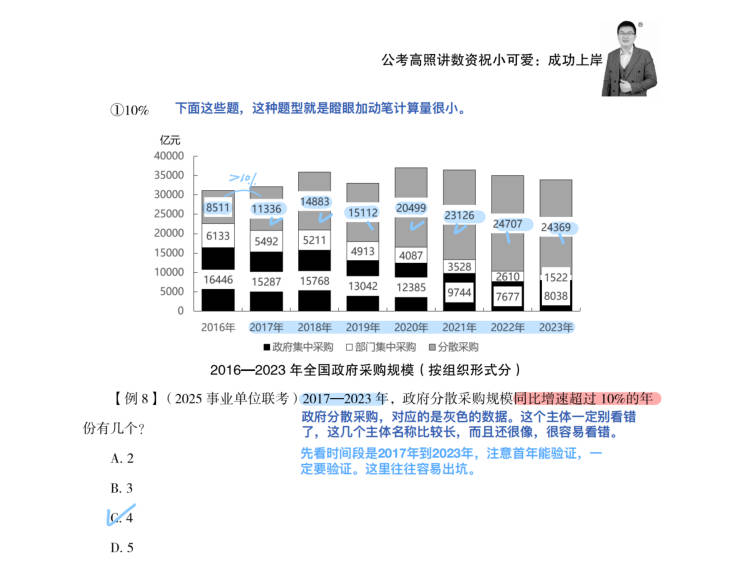 公考高照讲数资祝小可爱：成功上岸
®
①10%
下面这些题，这种题型就是瞪眼加动笔计算量很小。
亿元
40000
35000
30000
25000
20000
15000
10000
5000
0
>10%
8511 11336 14883 15112 20499 23126 24707 24369
6133 5492 5211 4913 4087 3528 2610 1522
16446 15287 15768 13042 12385 9744 7677 8038
2016年 2017年 2018年 2019年 2020年 2021年 2022年 2023年
■政府集中采购 □部门集中采购 ■分散采购
2016—2023 年全国政府采购规模（按组织形式分）
【例 8】（2025 事业单位联考）2017—2023 年，政府分散采购规模同比增速超过 10%的年
政府分散采购，对应的是灰色的数据。这个主体一定别看错
份有几个？
了，这几个主体名称比较长，而且还很像，很容易看错。
先看时间段是2017年到2023年，注意首年能验证，一
A. 2
定要验证。这里往往容易出坑。
B. 3
C. 4
D. 5